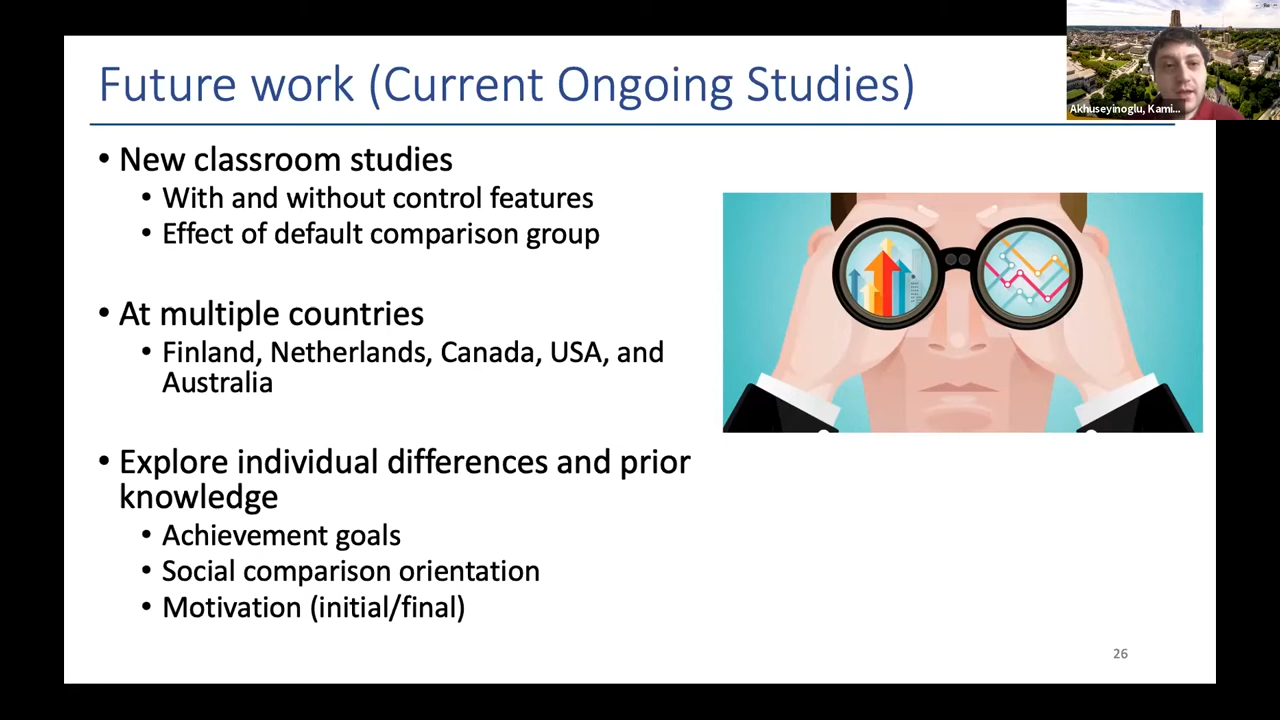 Future work (Current Ongoing Studies)
Akhuseyinoglu, Kami...
• New classroom studies
• With and without control features
• Effect of default comparison group
• At multiple countries
• Finland, Netherlands, Canada, USA, and
Australia
• Explore individual differences and prior
knowledge
• Achievement goals
• Social comparison orientation
• Motivation (initial/final)
26